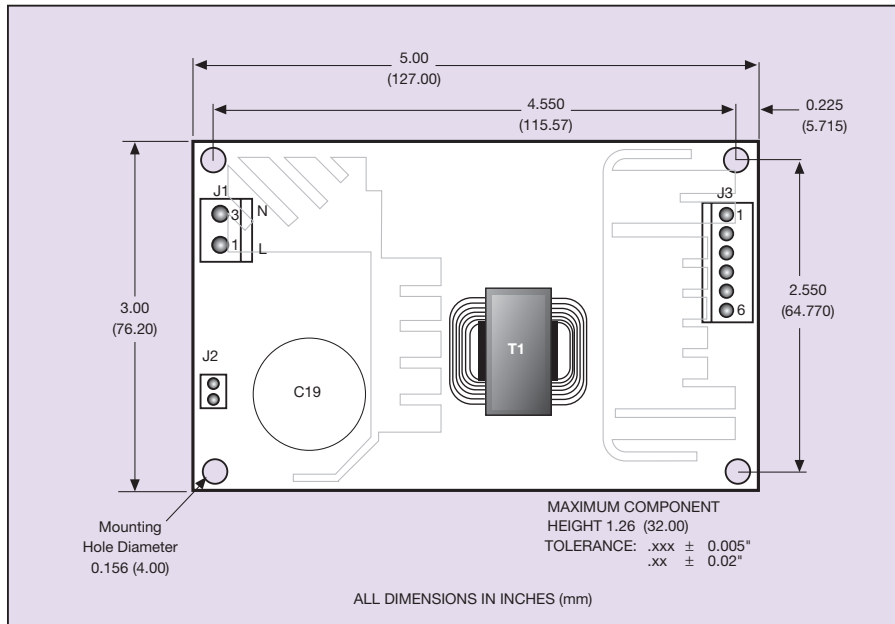 5.00
(127.00)
4.550
(115.57)
0.225
(5.715)
J1
3
N
1
L
J3
1
6
3.00
(76.20)
2.550
(64.770)
J2
C19
T1
Mounting
Hole Diameter
0.156 (4.00)
MAXIMUM COMPONENT
HEIGHT 1.26 (32.00)
TOLERANCE: .xxx ± 0.005"
.xx ± 0.02"
ALL DIMENSIONS IN INCHES (mm)